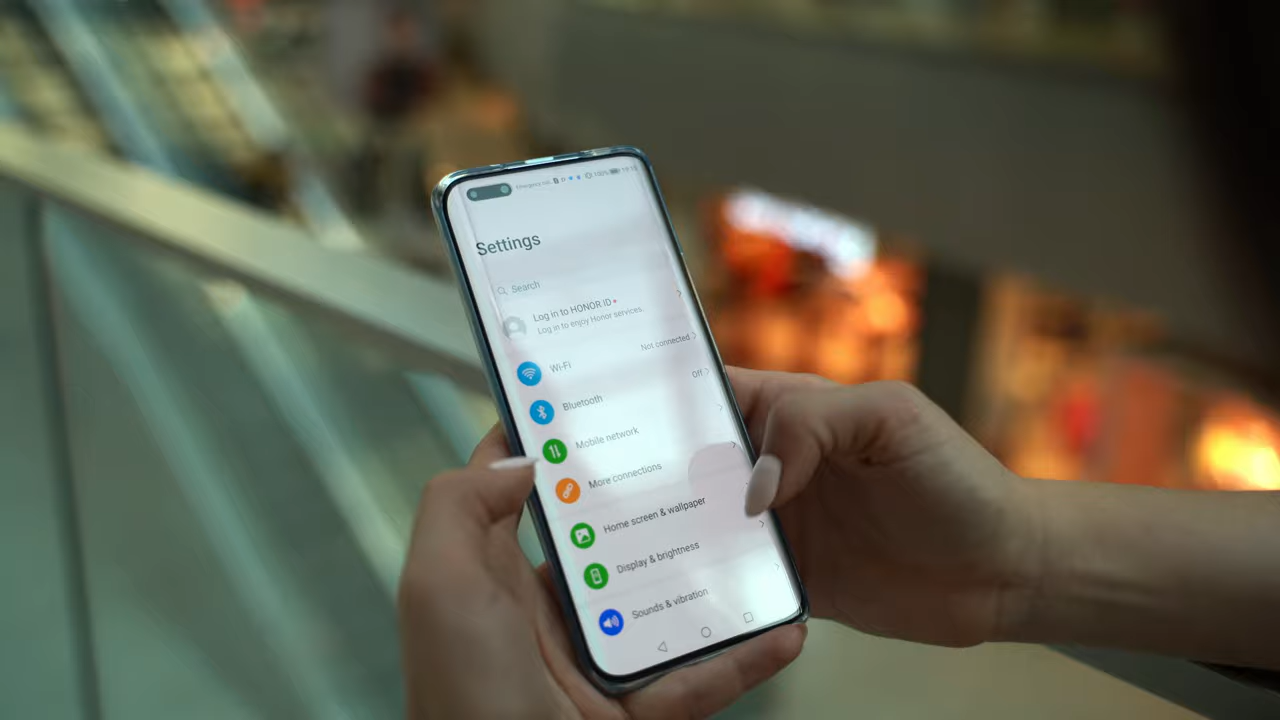 Settings
Search
Log in to HONOR ID
Log in to enjoy Honor services.
Wi-Fi Not connected
Bluetooth Off
Mobile network
More connections
Home screen & wallpaper
Display & brightness
Sounds & vibration